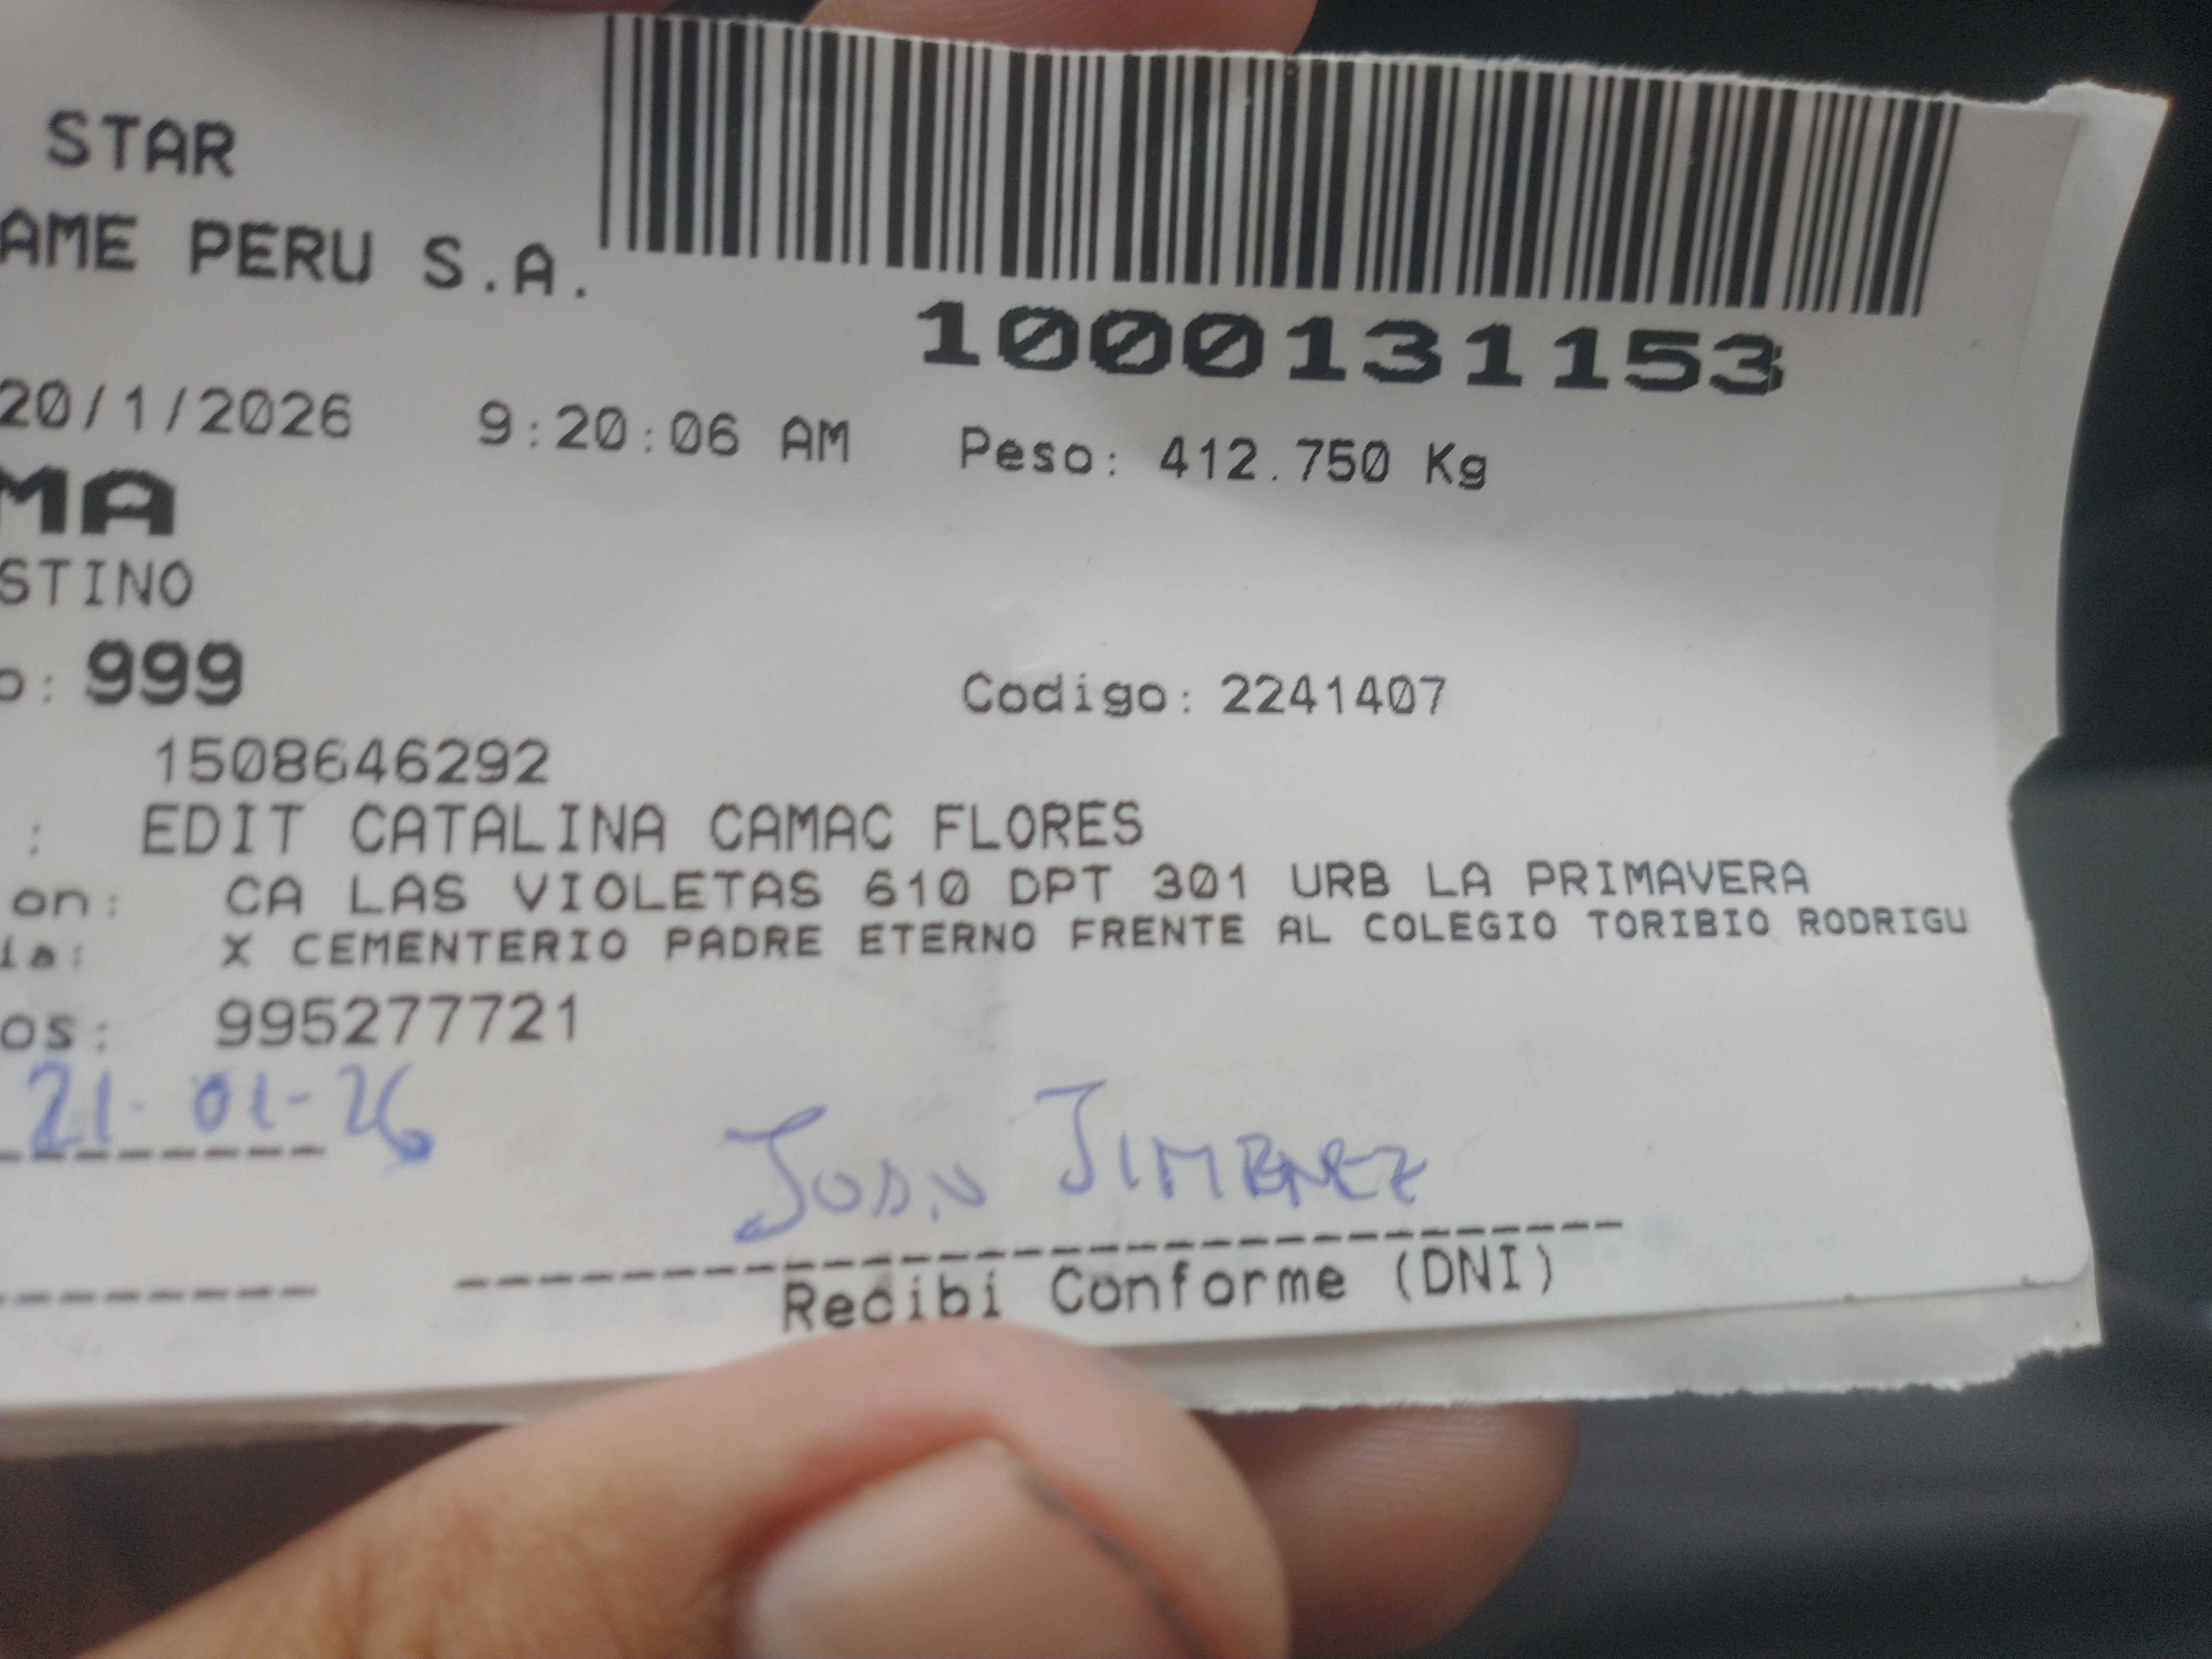 STAR
AME PERU S.A.
1000131153
20/1/2026 9:20:06 AM Peso: 412.750 Kg
MA
STINO
o: 999 Codigo: 2241407
1508646292
: EDIT CATALINA CAMAC FLORES
on: CA LAS VIOLETAS 610 DPT 301 URB LA PRIMAVERA
ia: X CEMENTERIO PADRE ETERNO FRENTE AL COLEGIO TORIBIO RODRIGU
os: 995277721
21-01-26
JIMENEZ
Recibi Conforme (DNI)